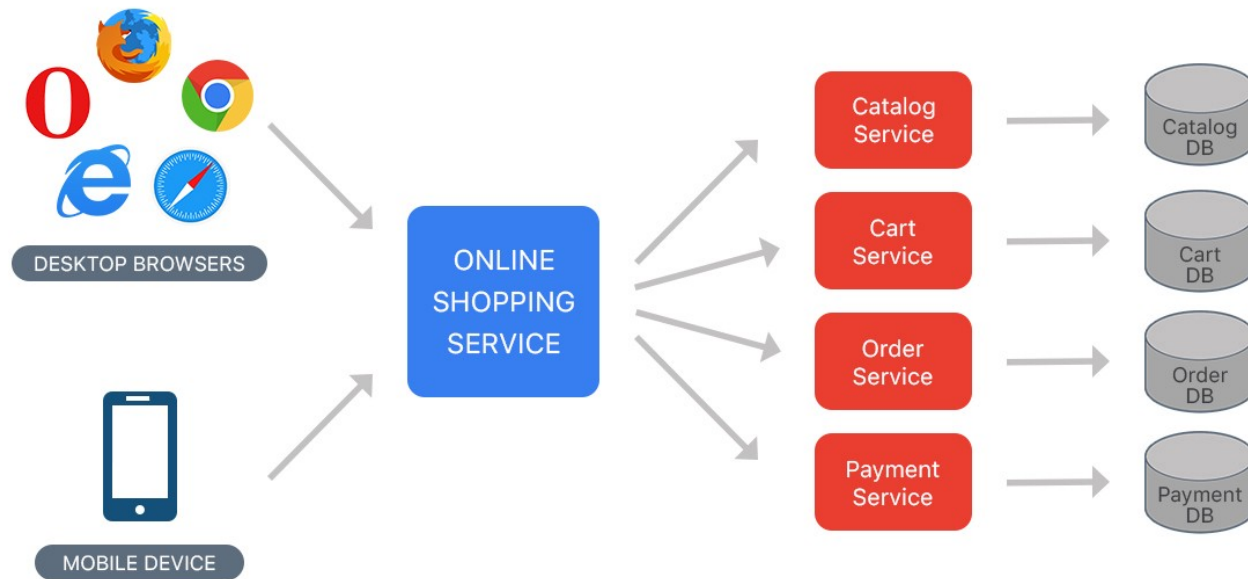 DESKTOP BROWSERS
MOBILE DEVICE
ONLINE
SHOPPING
SERVICE
Catalog
Service
Cart
Service
Order
Service
Payment
Service
Catalog
DB
Cart
DB
Order
DB
Payment
DB